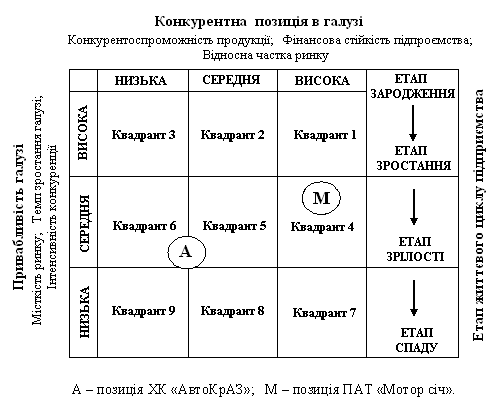 Конкурентна позиція в галузі
Конкурентоспроможність продукції; Фінансова стійкість підприємства;
Відносна частка ринку
НИЗЬКА СЕРЕДНЯ ВИСОКА ЕТАП
ЗАРОДЖЕННЯ
Привабливість галузі
Місткість ринку; Темп зростання галузі;
Інтенсивність конкуренції
ВИСОКА
Квадрант 3 Квадрант 2 Квадрант 1
ЕТАП
ЗРОСТАННЯ
СЕРЕДНЯ
М
Квадрант 6 Квадрант 5 Квадрант 4
А
ЕТАП
ЗРІЛОСТІ
НИЗЬКА
Квадрант 9 Квадрант 8 Квадрант 7
ЕТАП
СПАДУ
Етап життєвого циклу підприємства
А – позиція ХК «АвтоКрАЗ»; М – позиція ПАТ «Мотор січ».